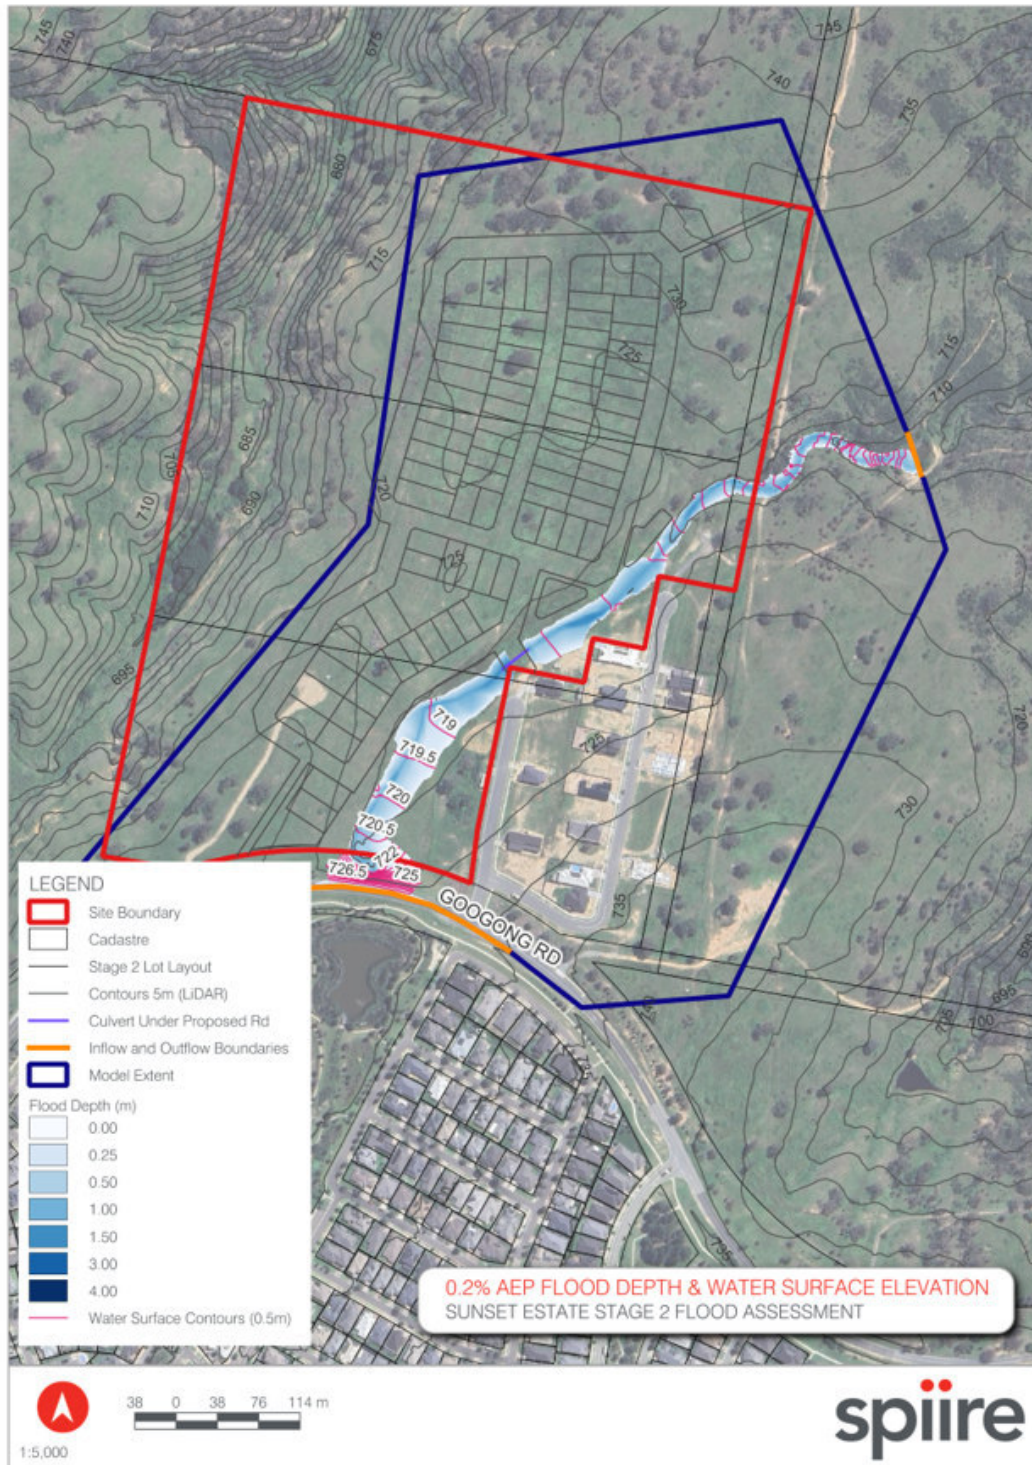 745
740
675
745
740
735
680
715
730
725
715
710
685
705
690
710
720
725
695
719
719.5
720
720.5
722
725
726.5
725
720
730
735
GOOGONG RD
695
700
725
LEGEND
Site Boundary
Cadastre
Stage 2 Lot Layout
Contours 5m (LiDAR)
Culvert Under Proposed Rd
Inflow and Outflow Boundaries
Model Extent
Flood Depth (m)
0.00
0.25
0.50
1.00
1.50
3.00
4.00
Water Surface Contours (0.5m)
0.2% AEP FLOOD DEPTH & WATER SURFACE ELEVATION
SUNSET ESTATE STAGE 2 FLOOD ASSESSMENT
38 0 38 76 114 m
1:5,000
spiire